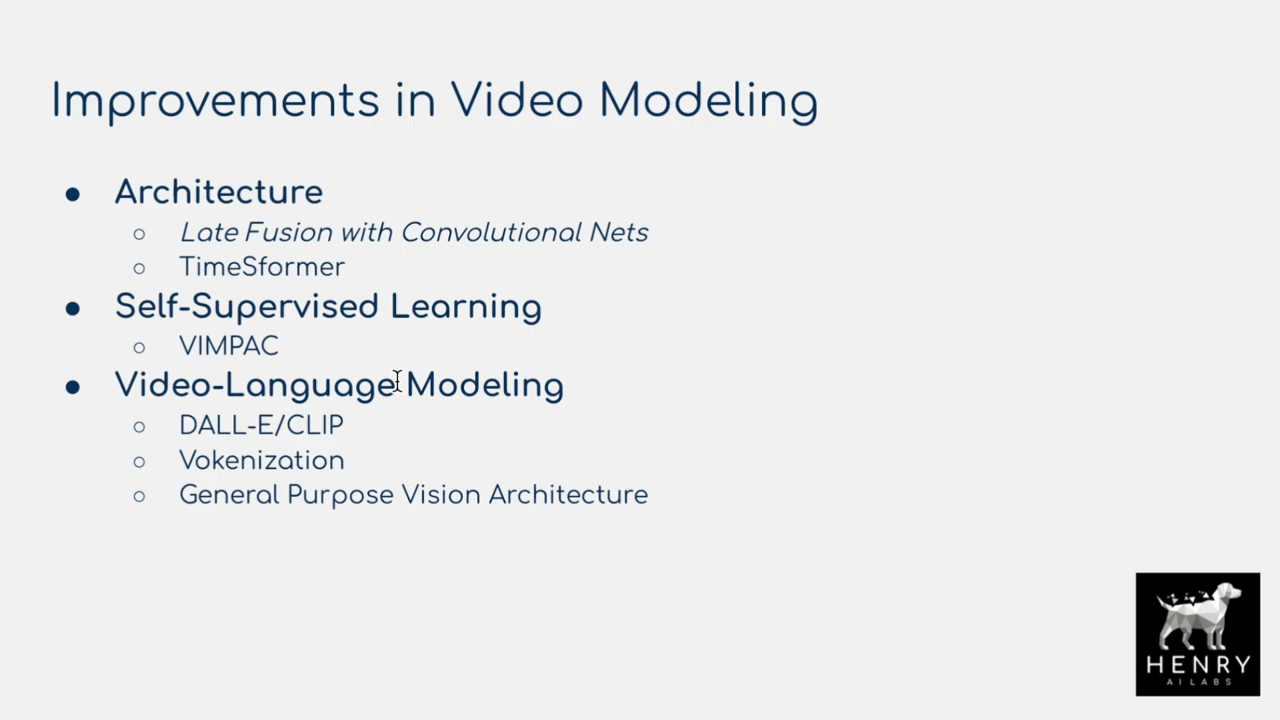 Improvements in Video Modeling
● Architecture
○ Late Fusion with Convolutional Nets
○ TimeSformer
● Self-Supervised Learning
○ VIMPAC
● Video-Language Modeling
○ DALL-E/CLIP
○ Vokenization
○ General Purpose Vision Architecture
HENRY
AI LABS